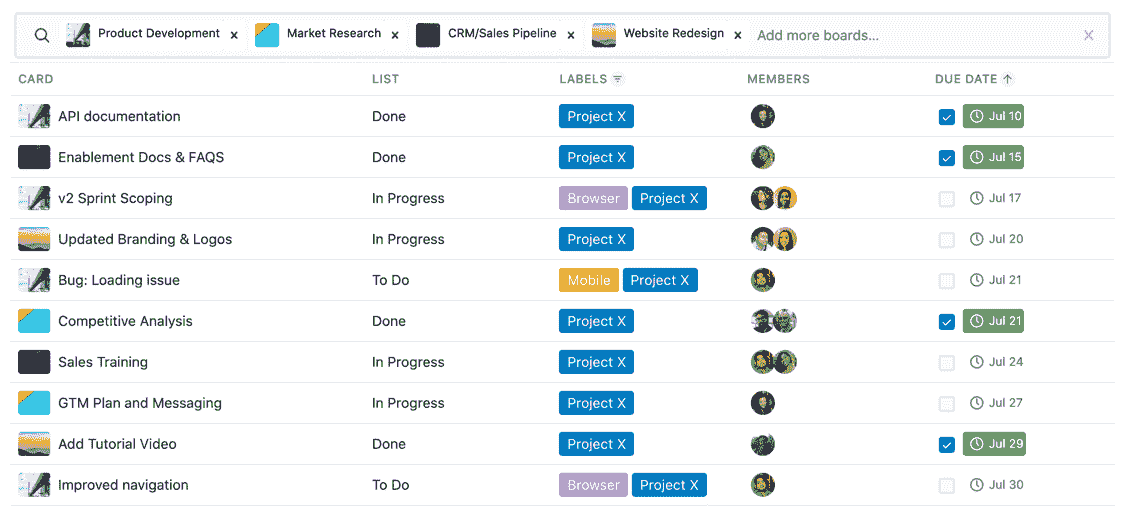 Product Development × Market Research × CRM/Sales Pipeline × Website Redesign × Add more boards... ×
CARD LIST LABELS MEMBERS DUE DATE ↑
API documentation Done Project X Jul 10
Enablement Docs & FAQS Done Project X Jul 15
v2 Sprint Scoping In Progress Browser Project X Jul 17
Updated Branding & Logos In Progress Project X Jul 20
Bug: Loading issue To Do Mobile Project X Jul 21
Competitive Analysis Done Project X Jul 21
Sales Training In Progress Project X Jul 24
GTM Plan and Messaging In Progress Project X Jul 27
Add Tutorial Video Done Project X Jul 29
Improved navigation To Do Browser Project X Jul 30